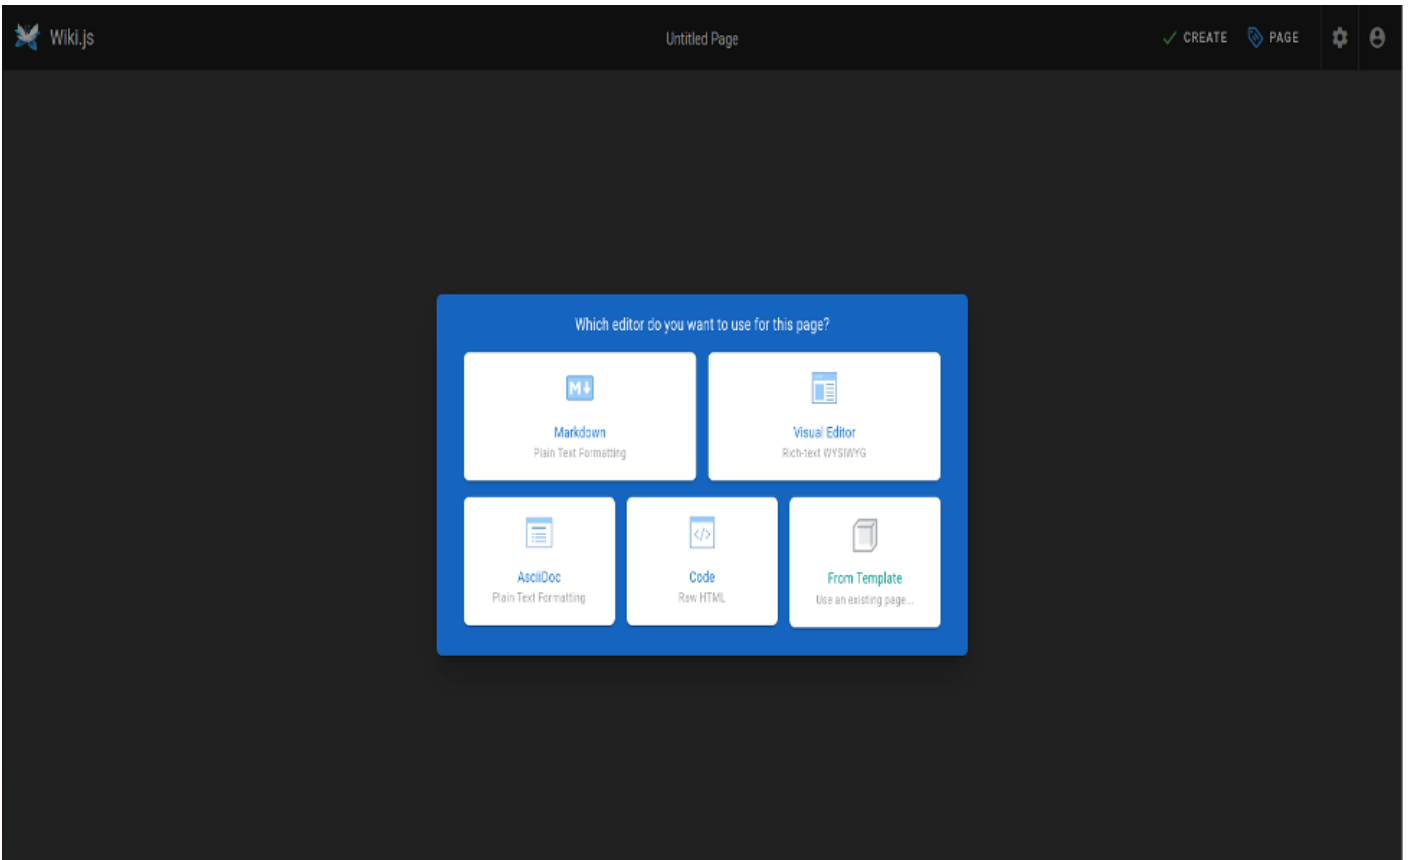 Wiki.js
Untitled Page
CREATE
PAGE
Which editor do you want to use for this page?
M
Markdown
Plain Text Formatting
Visual Editor
Rich-text WYSIWYG
AsciiDoc
Plain Text Formatting
</>
Code
Raw HTML
From Template
Use an existing page...